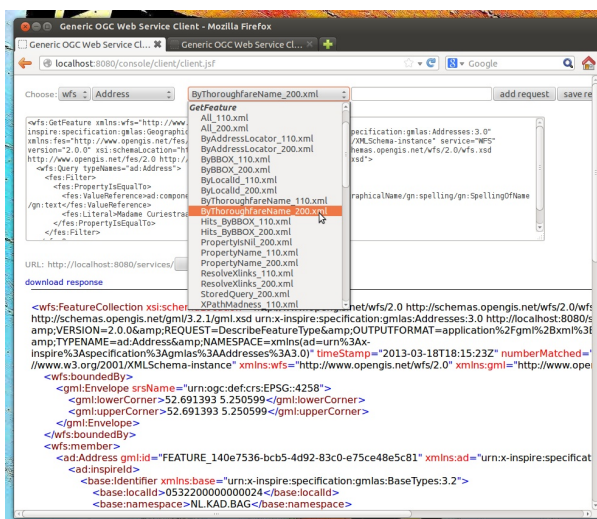 Generic OGC Web Service Client - Mozilla Firefox
Generic OGC Web Service Cl... Generic OGC Web Service Cl...
localhost:8080/console/client/client.jsf Google
Choose: wfs Address ByThoroughfareName_200.xml add request save re
GetFeature
All_110.xml
All_200.xml
ByAddressLocator_110.xml
ByAddressLocator_200.xml
ByBBOX_110.xml
ByBBOX_200.xml
ByLocalId_110.xml
ByLocalId_200.xml
ByThoroughfareName_110.xml
ByThoroughfareName_200.xml
Hits_ByBBOX_110.xml
Hits_ByBBOX_200.xml
PropertyIsNil_200.xml
PropertyName_110.xml
PropertyName_200.xml
ResolveXlinks_110.xml
ResolveXlinks_200.xml
StoredQuery_200.xml
XPathMadness_110.xml
<wfs:GetFeature xmlns:wfs="http://www.
inspire:specification:gmlas:Geographic pecification:gmlas:Addresses:3.0"
xmlns:fes="http://www.opengis.net/fes/ /XMLSchema-instance" service="WFS"
version="2.0.0" xsi:schemaLocation="ht s.opengis.net/wfs/2.0/wfs.xsd
http://www.opengis.net/fes/2.0 http:/ xsd">
<wfs:Query typeNames="ad:Address">
<fes:Filter>
<fes:PropertyIsEqualTo>
<fes:ValueReference>ad:compone raphicalName/gn:spelling/gn:SpellingOfName
/gn:text</fes:ValueReference>
<fes:Literal>Madame Curiestraa
</fes:PropertyIsEqualTo>
</fes:Filter>
URL: http://localhost:8080/services/
download response
<wfs:FeatureCollection xsi:schem .net/wfs/2.0 http://schemas.opengis.net/wfs/2.0/wfs
http://schemas.opengis.net/gml/3.2.1/gml.xsd urn:x-inspire:specification:gmlas:Addresses:3.0 http://localhost:8080/s
amp;VERSION=2.0.0&amp;REQUEST=DescribeFeatureType&amp;OUTPUTFORMAT=application%2Fgml%2Bxml%3B
amp;TYPENAME=ad:Address&amp;NAMESPACE=xmlns(ad=urn%3Ax-
inspire%3Aspecification%3Agmlas%3AAddresses%3A3.0)" timeStamp="2013-03-18T18:15:23Z" numberMatched="
//www.w3.org/2001/XMLSchema-instance" xmlns:wfs="http://www.opengis.net/wfs/2.0" xmlns:gml="http://www.ope
<wfs:boundedBy>
<gml:Envelope srsName="urn:ogc:def:crs:EPSG::4258">
<gml:lowerCorner>52.691393 5.250599</gml:lowerCorner>
<gml:upperCorner>52.691393 5.250599</gml:upperCorner>
</gml:Envelope>
</wfs:boundedBy>
<wfs:member>
<ad:Address gml:id="FEATURE_140e7536-bcb5-4d92-83c0-e75ce48e5c81" xmlns:ad="urn:x-inspire:specificat
<ad:inspireId>
<base:Identifier xmlns:base="urn:x-inspire:specification:gmlas:BaseTypes:3.2">
<base:localId>0532200000000024</base:localId>
<base:namespace>NL.KAD.BAG</base:namespace>